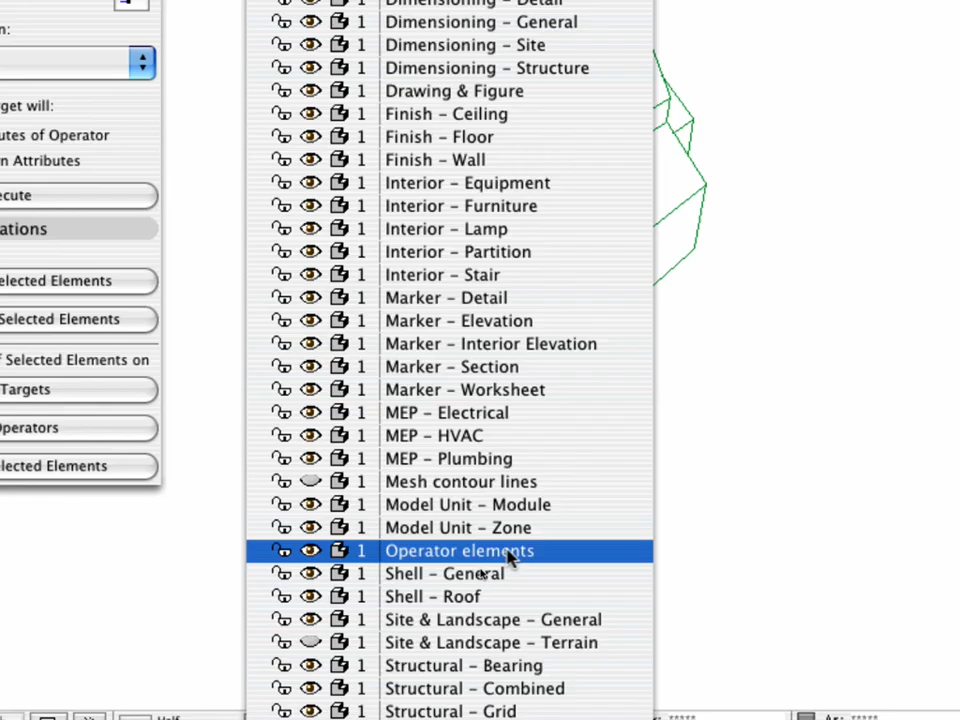 n:
get will:
utes of Operator
n Attributes
ecute
ations
elected Elements
Selected Elements
f Selected Elements on
Targets
Operators
elected Elements
Dimensioning – Detail
1 Dimensioning – General
1 Dimensioning – Site
1 Dimensioning – Structure
1 Drawing & Figure
1 Finish – Ceiling
1 Finish – Floor
1 Finish – Wall
1 Interior – Equipment
1 Interior – Furniture
1 Interior – Lamp
1 Interior – Partition
1 Interior – Stair
1 Marker – Detail
1 Marker – Elevation
1 Marker – Interior Elevation
1 Marker – Section
1 Marker – Worksheet
1 MEP – Electrical
1 MEP – HVAC
1 MEP – Plumbing
1 Mesh contour lines
1 Model Unit – Module
1 Model Unit – Zone
1 Operator elements
1 Shell – General
1 Shell – Roof
1 Site & Landscape – General
1 Site & Landscape – Terrain
1 Structural – Bearing
1 Structural – Combined
1 Structural – Grid